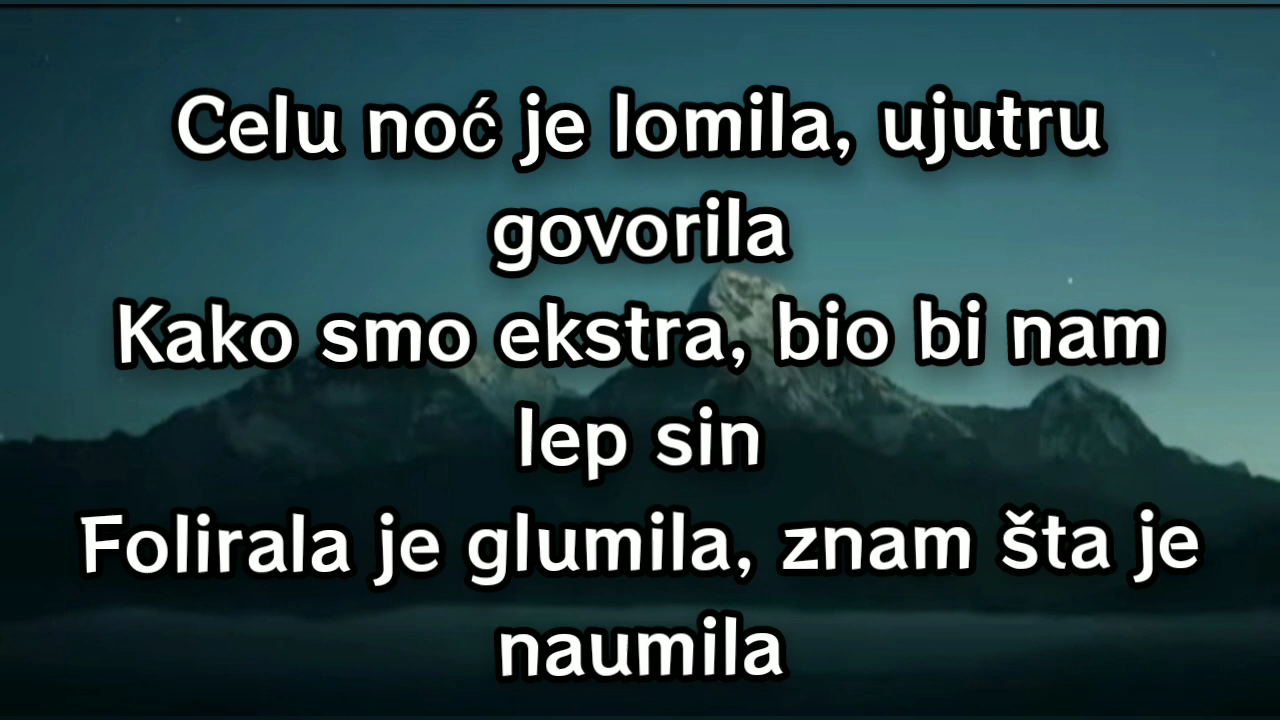 Celu noć je lomila, ujutru
govorila
Kako smo ekstra, bio bi nam
lep sin
Folirala je glumila, znam šta je
naumila